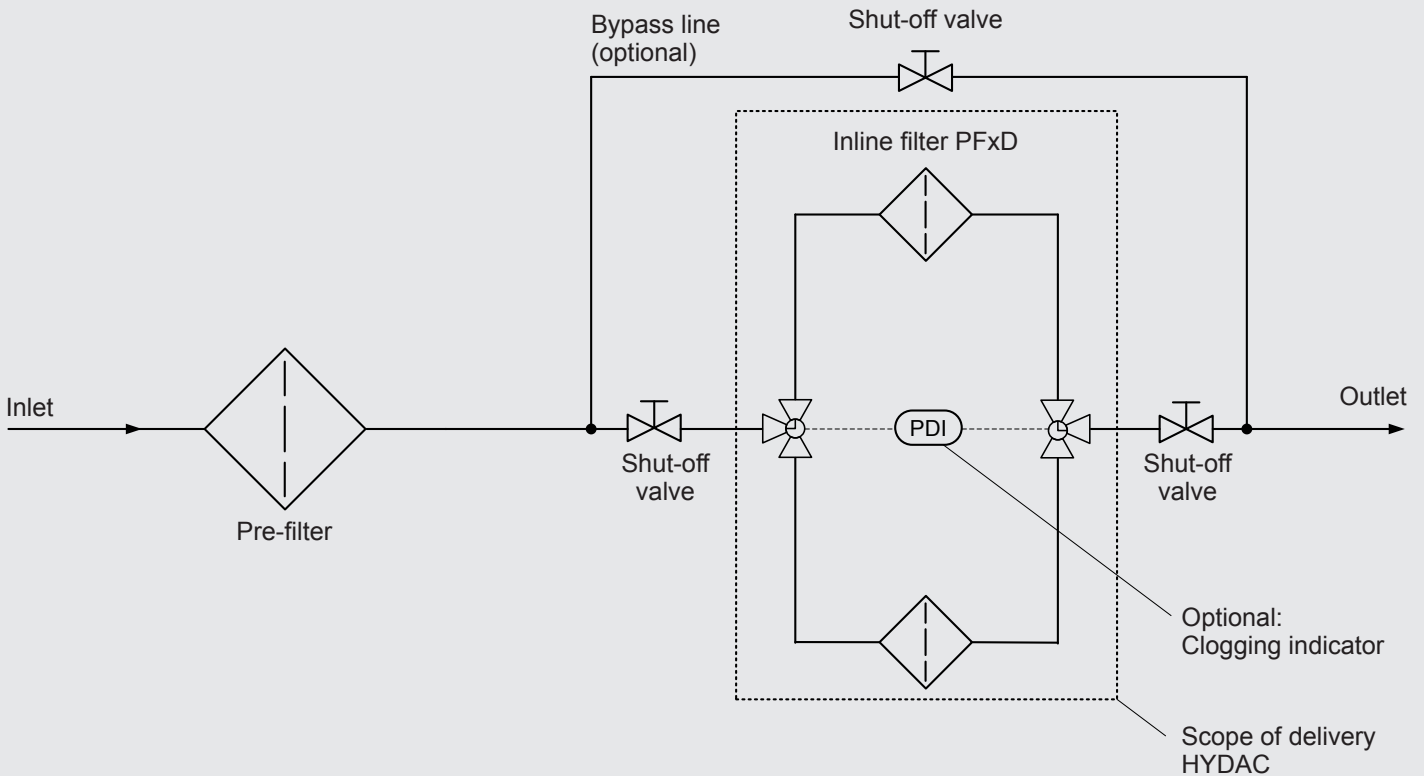 Bypass line
(optional)
Shut-off valve
Inline filter PFxD
Inlet
Pre-filter
Shut-off
valve
PDI
Shut-off
valve
Outlet
Optional:
Clogging indicator
Scope of delivery
HYDAC